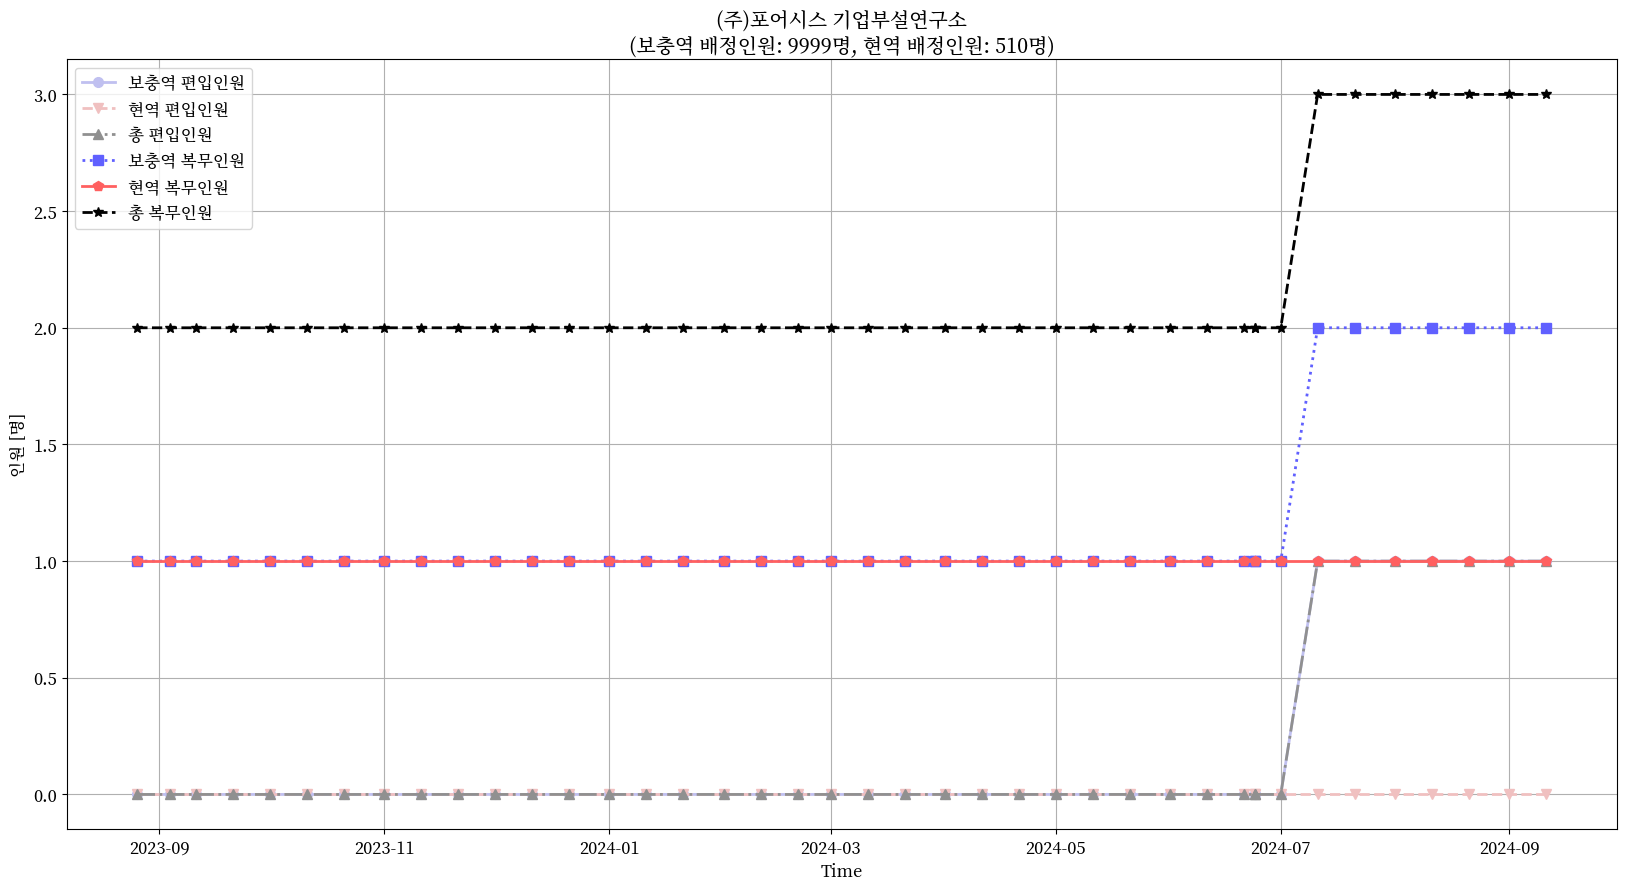 (주)포어시스 기업부설연구소
(보충역 배정인원: 9999명, 현역 배정인원: 510명)
보충역 편입인원
현역 편입인원
총 편입인원
보충역 복무인원
현역 복무인원
총 복무인원
3.0
2.5
2.0
1.5
1.0
0.5
0.0
인원 [명]
2023-09
2023-11
2024-01
2024-03
2024-05
2024-07
2024-09
Time